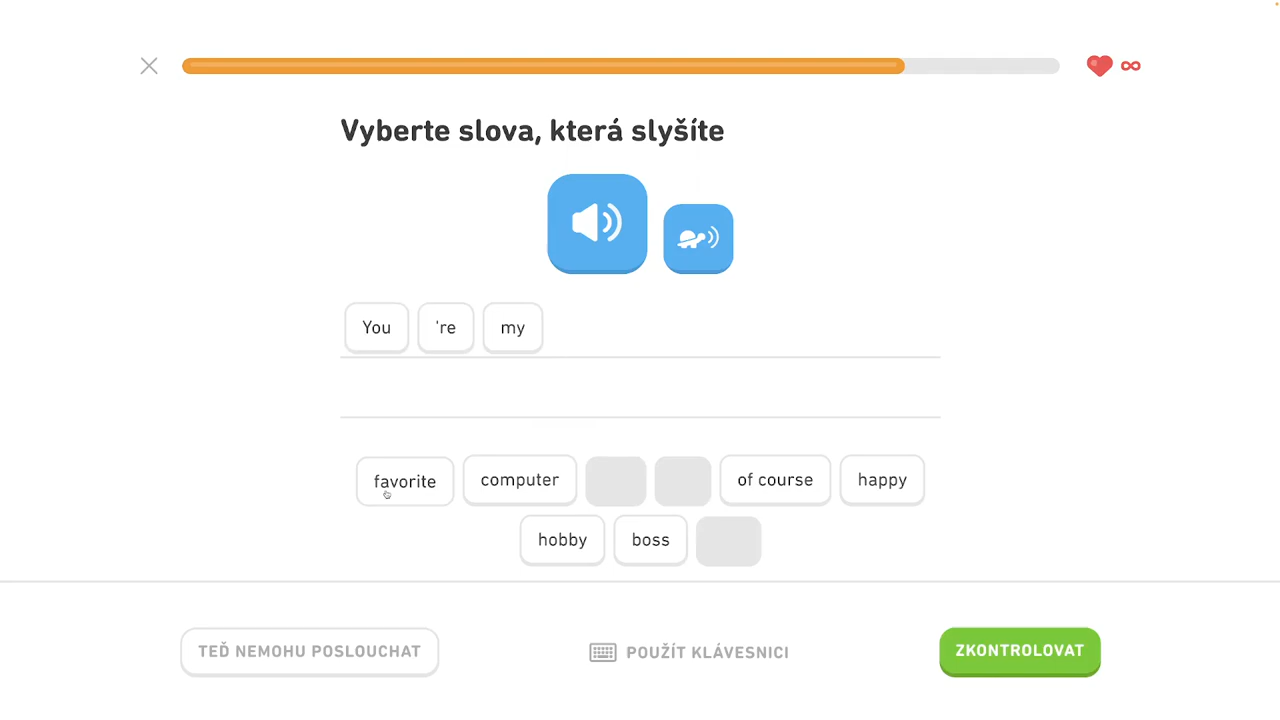 Vyberte slova, která slyšíte
You 're my
favorite computer of course happy
hobby boss
TEĎ NEMOHU POSLOUCHAT POUŽÍT KLÁVESNICI ZKONTROLOVAT